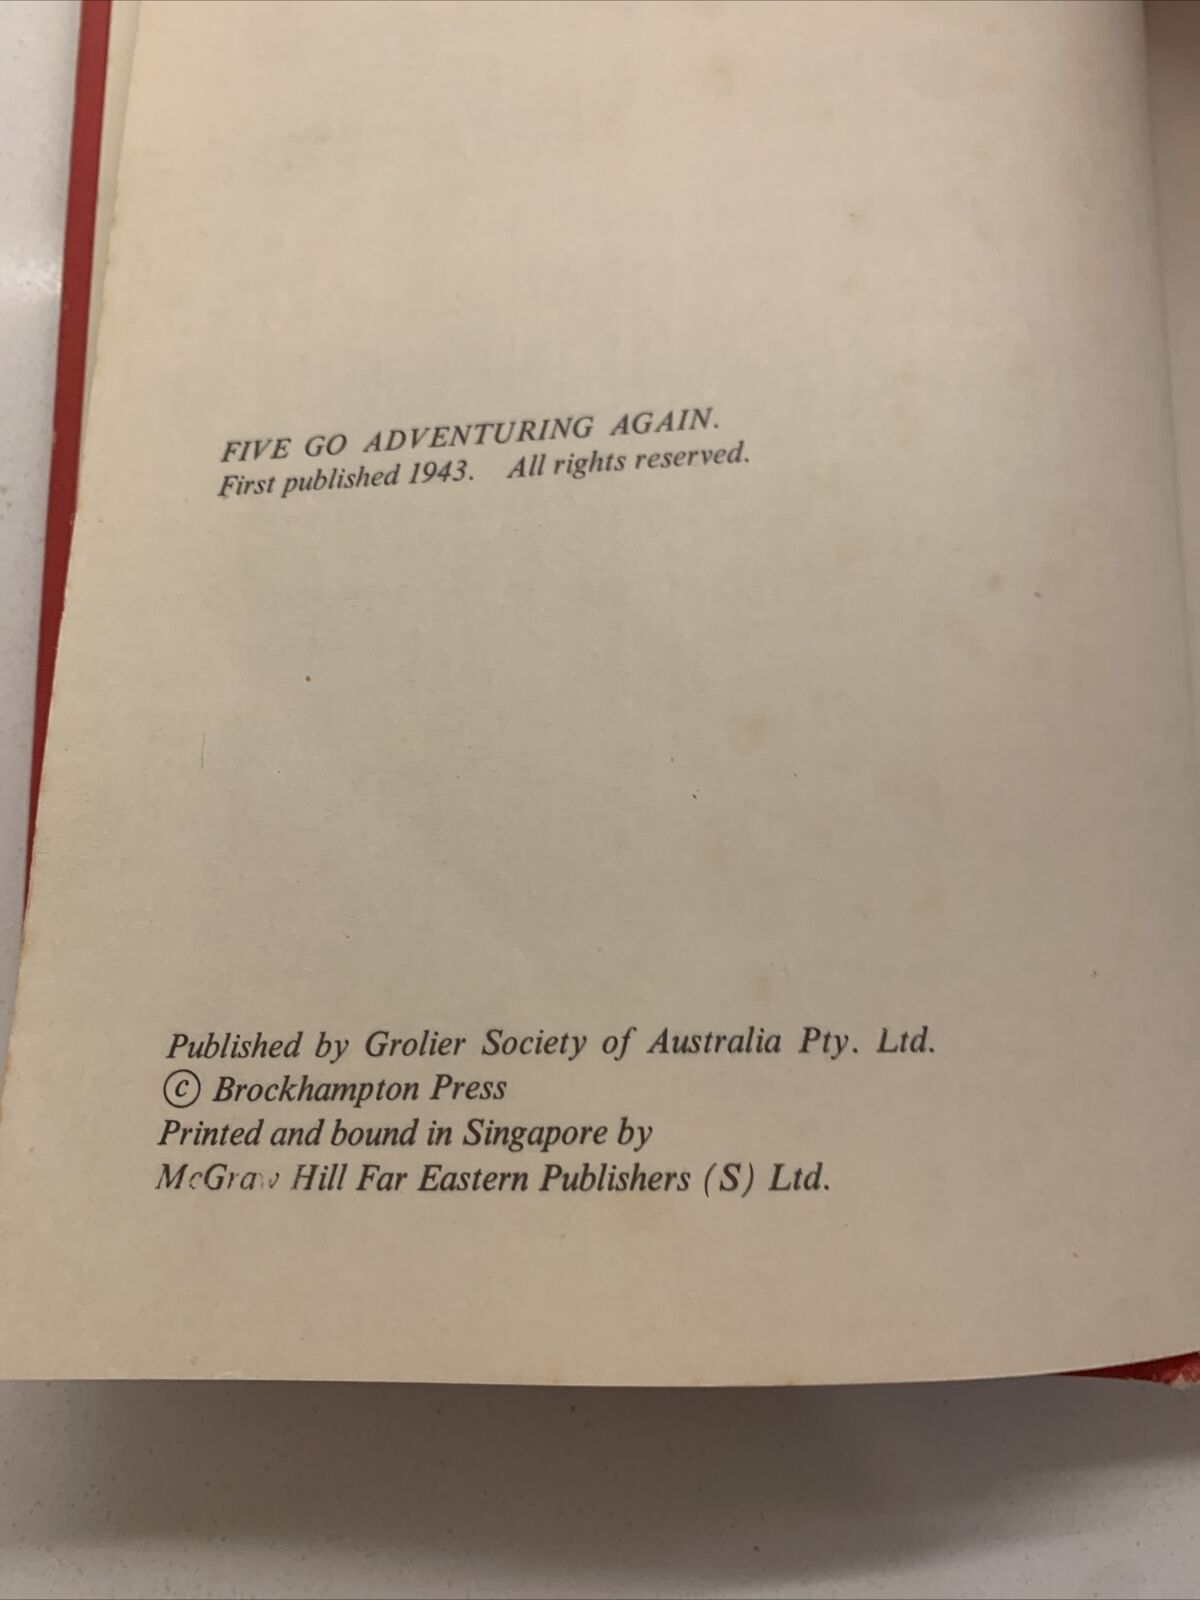 FIVE GO ADVENTURING AGAIN.
First published 1943. All rights reserved.
Published by Grolier Society of Australia Pty. Ltd.
© Brockhampton Press
Printed and bound in Singapore by
McGraw Hill Far Eastern Publishers (S) Ltd.